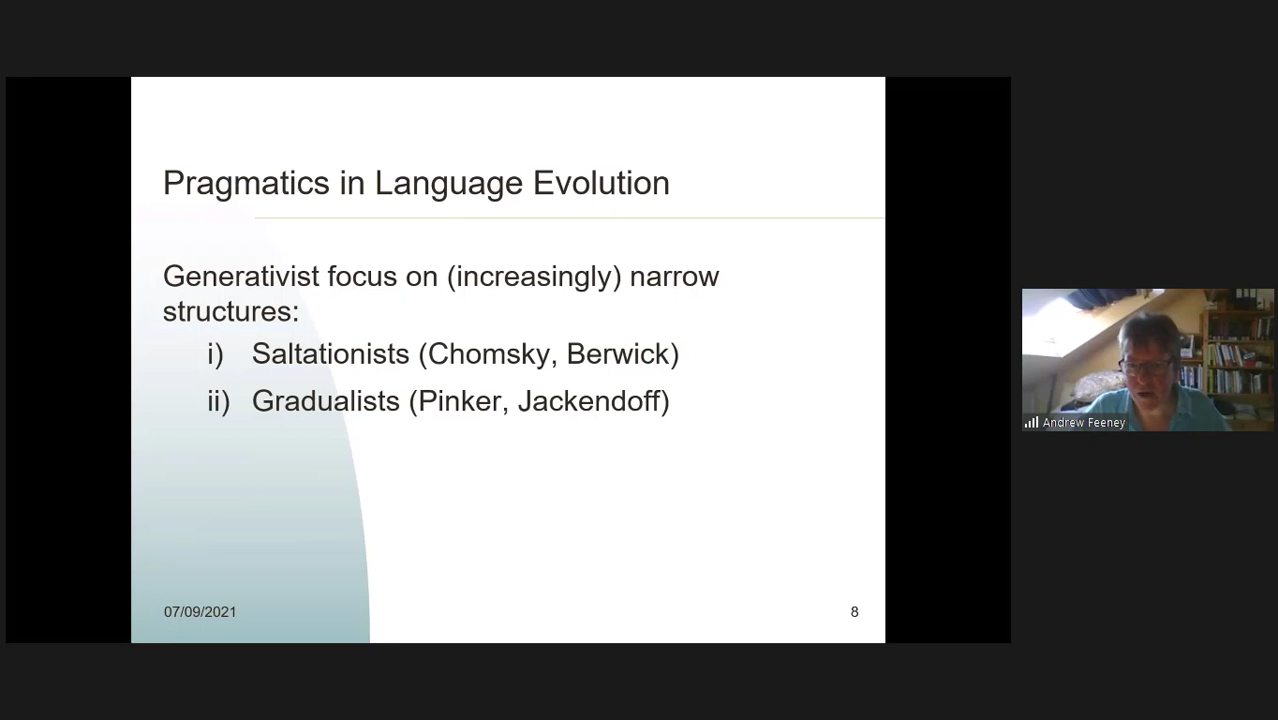 Pragmatics in Language Evolution
Generativist focus on (increasingly) narrow
structures:
i) Saltationists (Chomsky, Berwick)
ii) Gradualists (Pinker, Jackendoff)
07/09/2021
8
Andrew Feeney